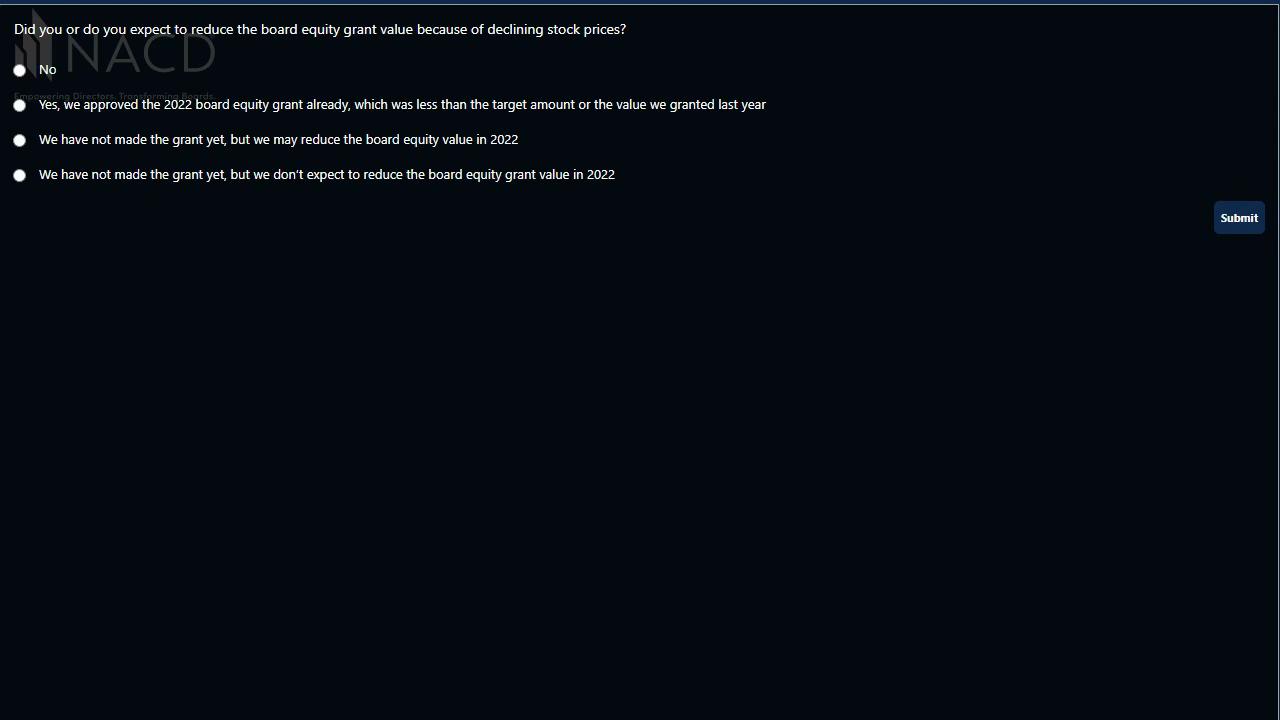 Did you or do you expect to reduce the board equity grant value because of declining stock prices?
NACD
No
Empowering Directors. Transforming Boards.
Yes, we approved the 2022 board equity grant already, which was less than the target amount or the value we granted last year
We have not made the grant yet, but we may reduce the board equity value in 2022
We have not made the grant yet, but we don't expect to reduce the board equity grant value in 2022
Submit